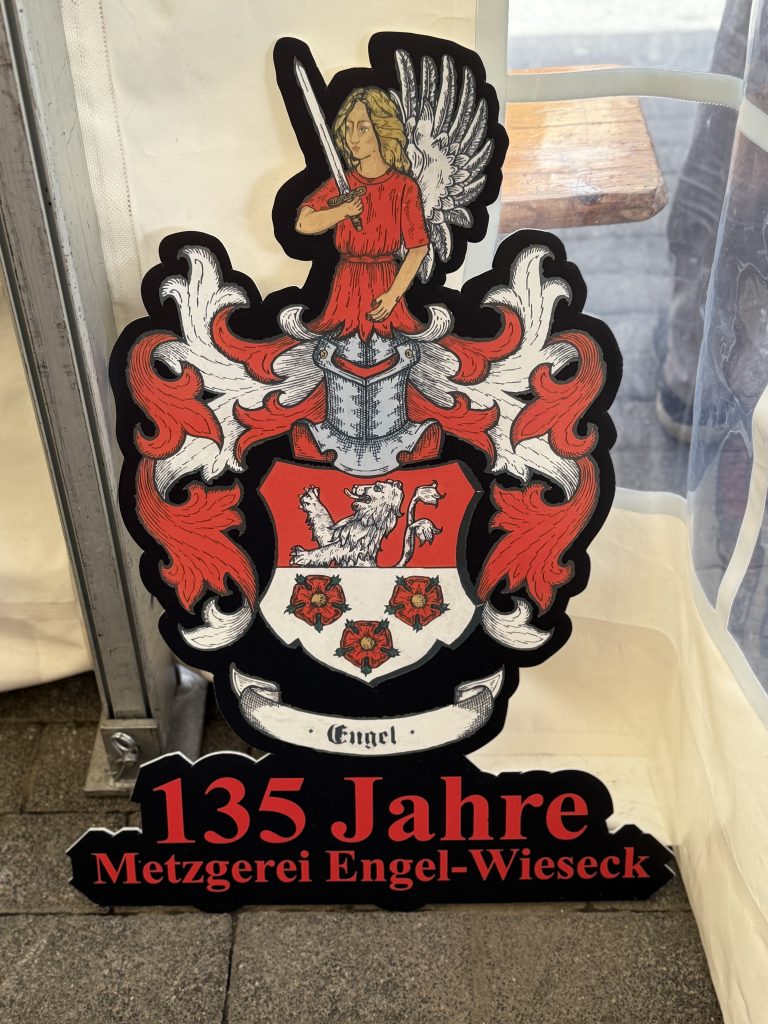 · Engel ·
135 Jahre
Metzgerei Engel-Wieseck